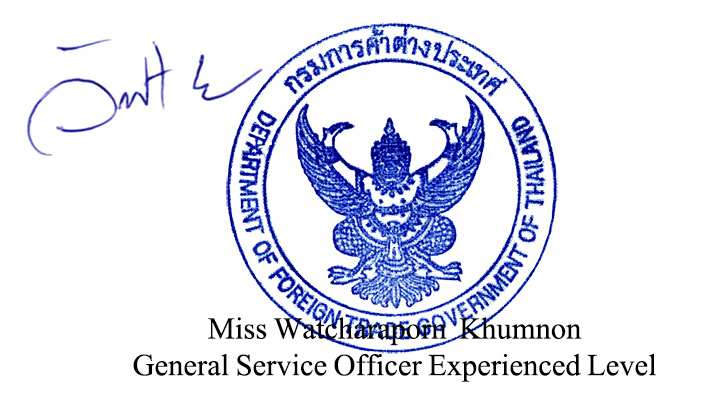 กรมการค้าต่างประเทศ
DEPARTMENT OF FOREIGN TRADE GOVERNMENT OF THAILAND
Miss Watcharaporn Khumnon
General Service Officer Experienced Level